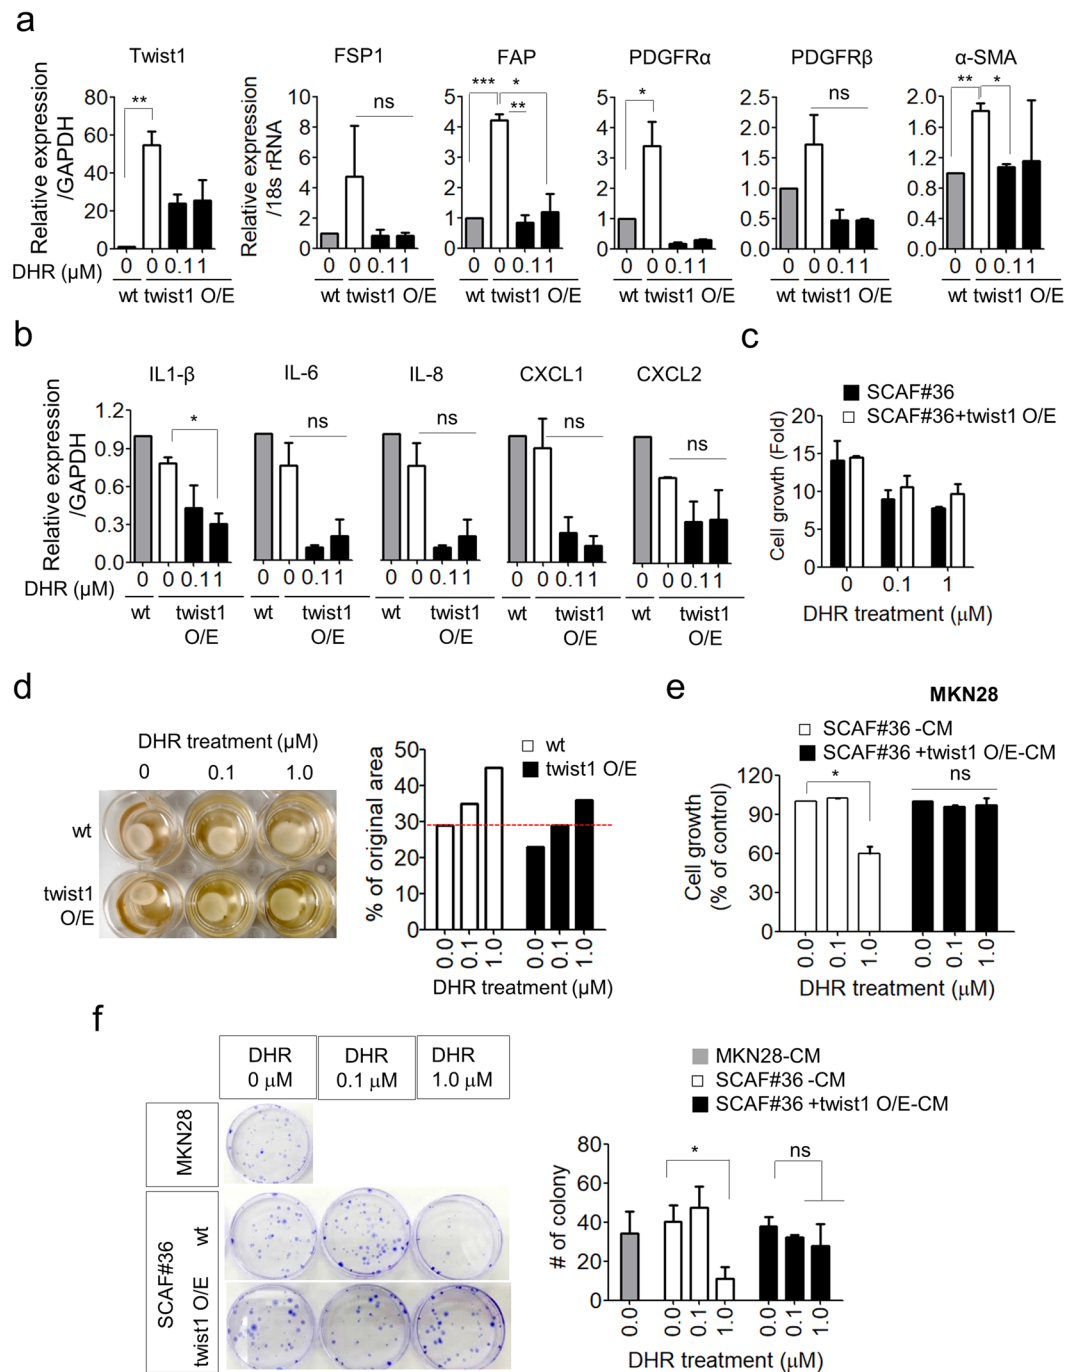 a
Twist1
FSP1
FAP
PDGFRα
PDGFRβ
α-SMA
Relative expression
/GAPDH
80
60
40
20
0
**
Relative expression
/18s rRNA
10
8
6
4
2
0
ns
5
4
3
2
1
0
*** *
**
5
4
3
2
1
0
*
2.5
2.0
1.5
1.0
0.5
0.0
ns
2.0
1.6
1.2
0.8
0.4
0.0
** *
DHR (µM) 0 0 0.1 1
0 0 0.1 1
0 0 0.1 1
0 0 0.1 1
0 0 0.1 1
0 0 0.1 1
wt twist1 O/E
wt twist1 O/E
wt twist1 O/E
wt twist1 O/E
wt twist1 O/E
wt twist1 O/E
b
IL1-β
IL-6
IL-8
CXCL1
CXCL2
Relative expression
/GAPDH
1.2
0.9
0.6
0.3
0.0
*
ns
ns
ns
ns
DHR (µM) 0 0 0.1 1
0 0 0.1 1
0 0 0.1 1
0 0 0.1 1
0 0 0.1 1
wt twist1
O/E
wt twist1
O/E
wt twist1
O/E
wt twist1
O/E
wt twist1
O/E
c
SCAF#36
SCAF#36+twist1 O/E
Cell growth (Fold)
20
15
10
5
0
0 0.1 1
DHR treatment (µM)
d
DHR treatment (µM)
0 0.1 1.0
wt
twist1
O/E
wt
twist1 O/E
% of original area
50
40
30
20
10
0
0.0 0.1 1.0 0.0 0.1 1.0
DHR treatment (µM)
e
MKN28
SCAF#36 -CM
SCAF#36 +twist1 O/E-CM
Cell growth
(% of control)
120
90
60
30
0
*
ns
0.0 0.1 1.0 0.0 0.1 1.0
DHR treatment (µM)
f
DHR
0 µM
DHR
0.1 µM
DHR
1.0 µM
MKN28
SCAF#36
wt
twist1 O/E
MKN28-CM
SCAF#36 -CM
SCAF#36 +twist1 O/E-CM
# of colony
80
60
40
20
0
*
ns
0.0 0.0 0.1 1.0 0.0 0.1 1.0
DHR treatment (µM)